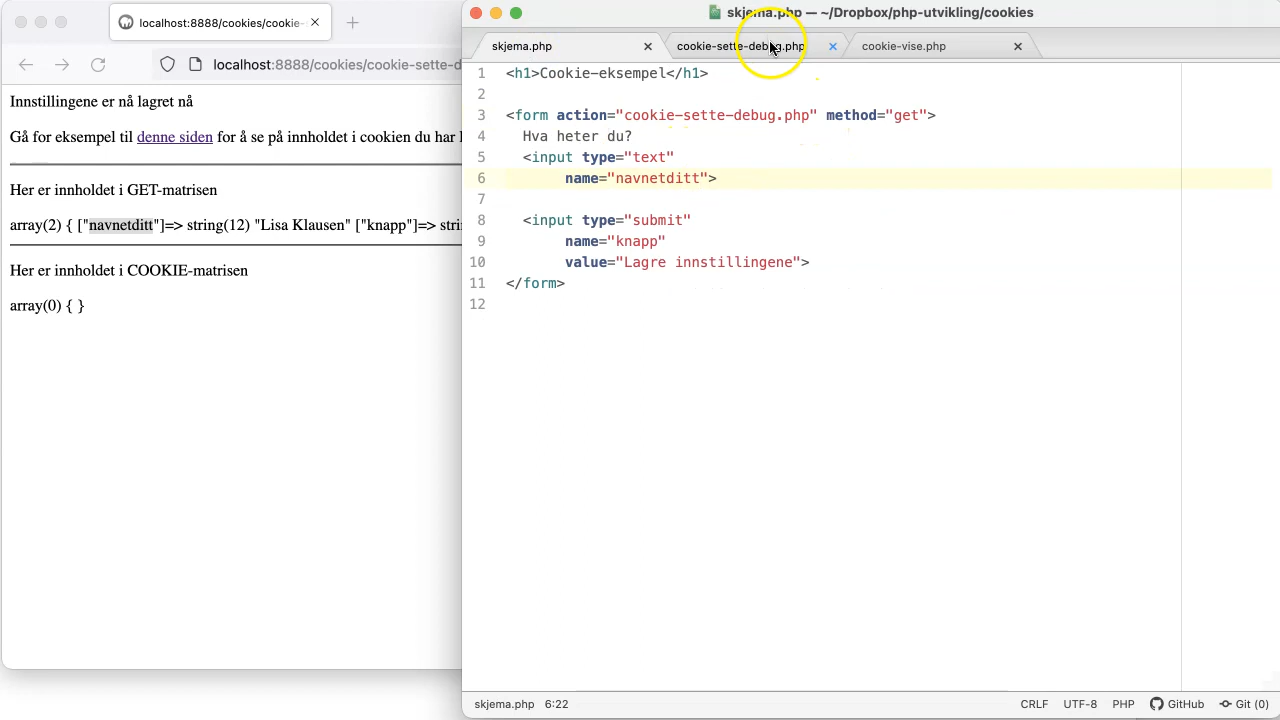 localhost:8888/cookies/cookie-
localhost:8888/cookies/cookie-sette-d
Innstillingene er nå lagret nå
Gå for eksempel til denne siden for å se på innholdet i cookien du har
Her er innholdet i GET-matrisen
array(2) { ["navnetditt"]=> string(12) "Lisa Klausen" ["knapp"]=> stri
Her er innholdet i COOKIE-matrisen
array(0) { }
skjema.php — ~/Dropbox/php-utvikling/cookies
skjema.php
cookie-sette-debug.php
cookie-vise.php
1 <h1>Cookie-eksempel</h1>
2
3 <form action="cookie-sette-debug.php" method="get">
4 Hva heter du?
5 <input type="text"
6 name="navnetditt">
7
8 <input type="submit"
9 name="knapp"
10 value="Lagre innstillingene">
11 </form>
12
skjema.php 6:22
CRLF UTF-8 PHP GitHub Git (0)